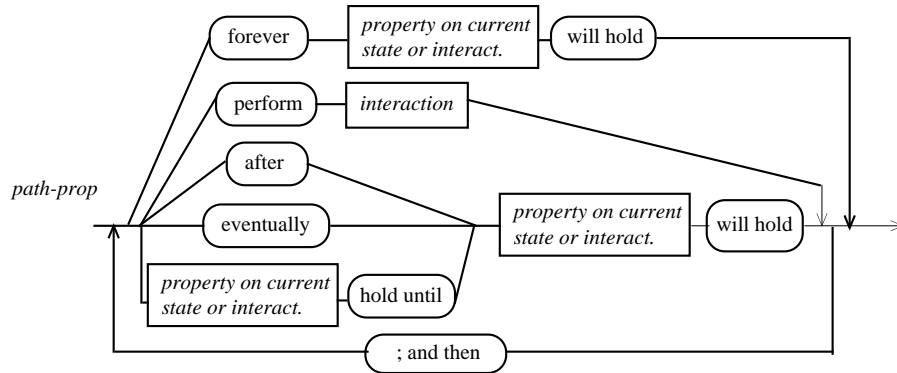 forever
property on current
state or interact.
will hold
perform
interaction
after
path-prop
eventually
property on current
state or interact.
will hold
property on current
state or interact.
hold until
; and then